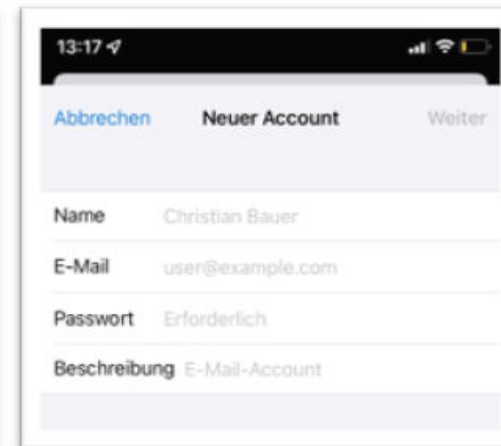 13:17
Abbrechen Neuer Account Weiter
Name Christian Bauer
E-Mail user@example.com
Passwort Erforderlich
Beschreibung E-Mail-Account